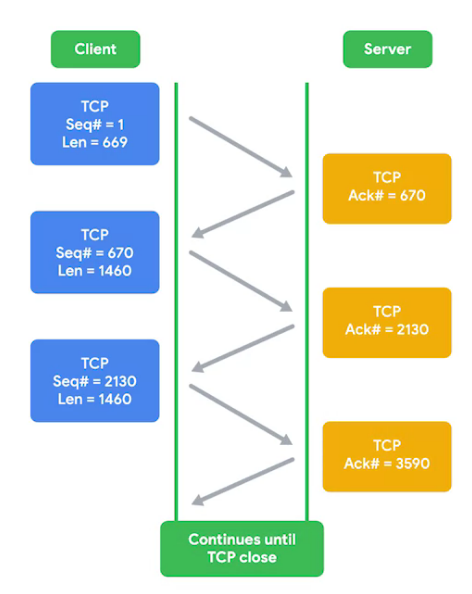 Client
Server
TCP
Seq# = 1
Len = 669
TCP
Ack# = 670
TCP
Seq# = 670
Len = 1460
TCP
Ack# = 2130
TCP
Seq# = 2130
Len = 1460
TCP
Ack# = 3590
Continues until
TCP close